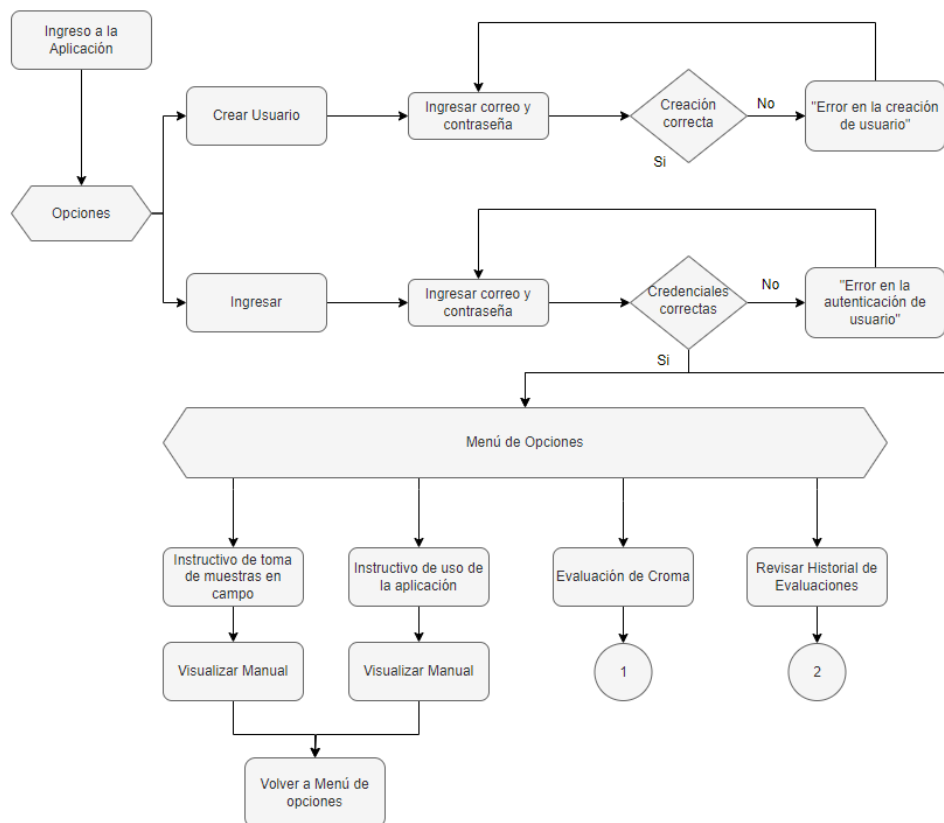 Ingreso a la
Aplicación
Crear Usuario
Ingresar correo y
contraseña
Creación
correcta
No
"Error en la creación
de usuario"
Si
Opciones
Ingresar
Ingresar correo y
contraseña
Credenciales
correctas
No
"Error en la
autenticación de
usuario"
Si
Menú de Opciones
Instructivo de toma
de muestras en
campo
Instructivo de uso de
la aplicación
Evaluación de Croma
Revisar Historial de
Evaluaciones
Visualizar Manual
Visualizar Manual
1
2
Volver a Menú de
opciones